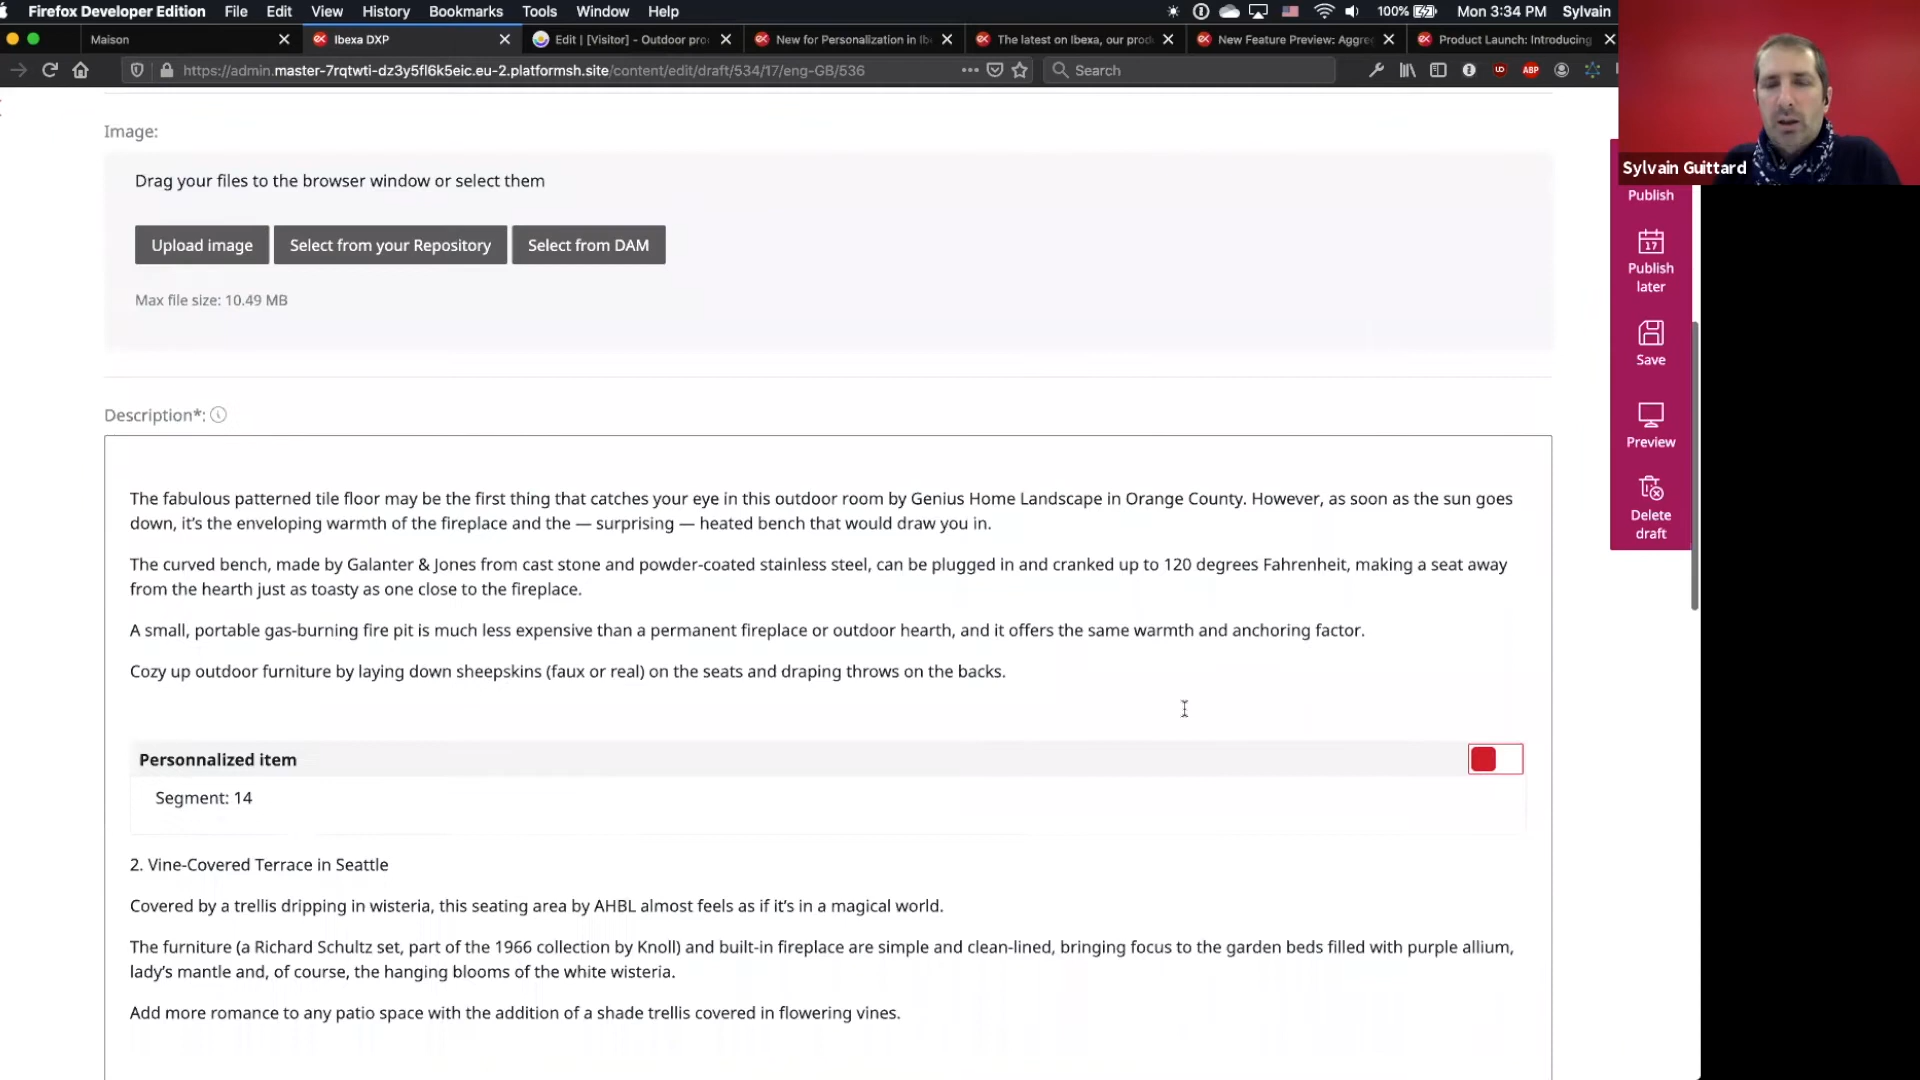 Firefox Developer Edition File Edit View History Bookmarks Tools Window Help 100% Mon 3:34 PM Sylvain
Maison Ibexa DXP Edit | [Visitor] - Outdoor pro New for Personalization in Ib The latest on Ibexa, our prod New Feature Preview: Aggre Product Launch: Introducing
https://admin.master-7rqtwti-dz3y5fl6k5eic.eu-2.platformsh.site/content/edit/draft/534/17/eng-GB/536 Search ABP
Sylvain Guittard
Image:
Drag your files to the browser window or select them
Upload image Select from your Repository Select from DAM
Max file size: 10.49 MB
Publish
17
Publish
later
Save
Preview
Delete
draft
Description*:
The fabulous patterned tile floor may be the first thing that catches your eye in this outdoor room by Genius Home Landscape in Orange County. However, as soon as the sun goes
down, it's the enveloping warmth of the fireplace and the — surprising — heated bench that would draw you in.
The curved bench, made by Galanter & Jones from cast stone and powder-coated stainless steel, can be plugged in and cranked up to 120 degrees Fahrenheit, making a seat away
from the hearth just as toasty as one close to the fireplace.
A small, portable gas-burning fire pit is much less expensive than a permanent fireplace or outdoor hearth, and it offers the same warmth and anchoring factor.
Cozy up outdoor furniture by laying down sheepskins (faux or real) on the seats and draping throws on the backs.
Personnalized item
Segment: 14
2. Vine-Covered Terrace in Seattle
Covered by a trellis dripping in wisteria, this seating area by AHBL almost feels as if it's in a magical world.
The furniture (a Richard Schultz set, part of the 1966 collection by Knoll) and built-in fireplace are simple and clean-lined, bringing focus to the garden beds filled with purple allium,
lady's mantle and, of course, the hanging blooms of the white wisteria.
Add more romance to any patio space with the addition of a shade trellis covered in flowering vines.